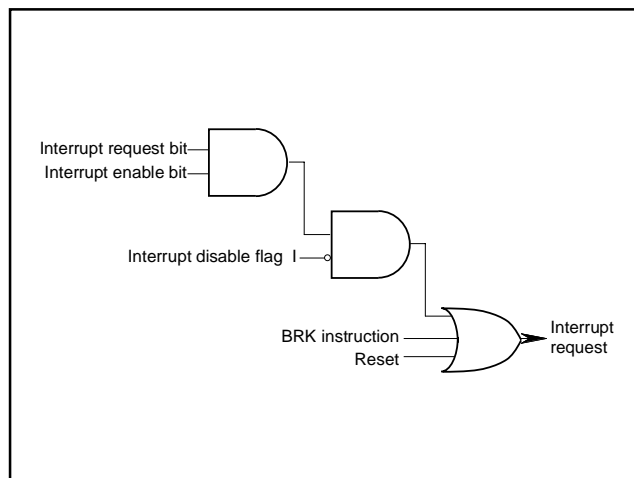 Interrupt request bit
Interrupt enable bit
Interrupt disable flag I
BRK instruction
Reset
Interrupt
request